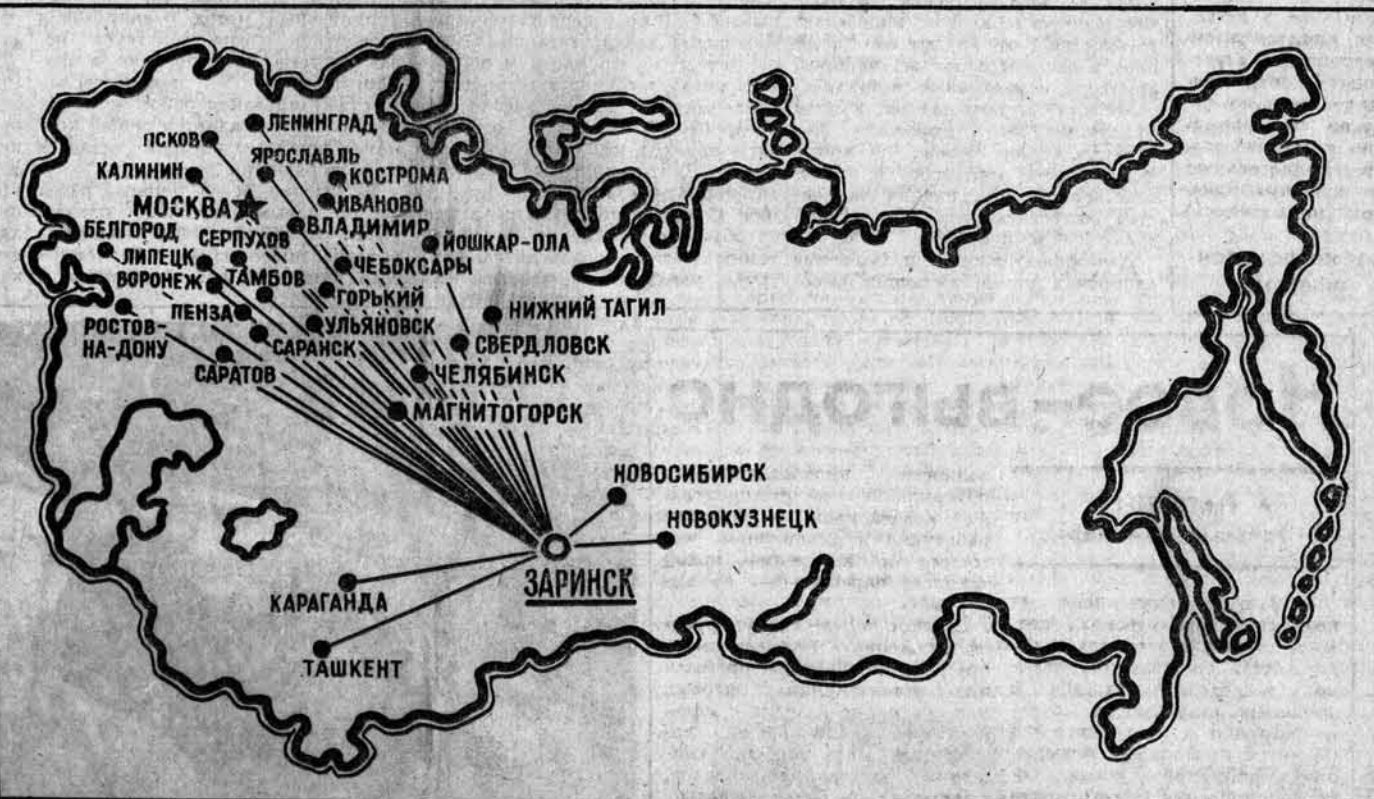 ЛЕНИНГРАД
ПСКОВ
ЯРОСЛАВЛЬ
КАЛИНИН
КОСТРОМА
МОСКВА
ИВАНОВО
ВЛАДИМИР
БЕЛГОРОД
СЕРПУХОВ
ЙОШКАР-ОЛА
ЛИПЕЦК
ЧЕБОКСАРЫ
ВОРОНЕЖ
ТАМБОВ
ГОРЬКИЙ
НИЖНИЙ ТАГИЛ
ПЕНЗА
УЛЬЯНОВСК
РОСТОВ-
НА-ДОНУ
САРАНСК
СВЕРДЛОВСК
САРАТОВ
ЧЕЛЯБИНСК
МАГНИТОГОРСК
НОВОСИБИРСК
НОВОКУЗНЕЦК
ЗАРИНСК
КАРАГАНДА
ТАШКЕНТ